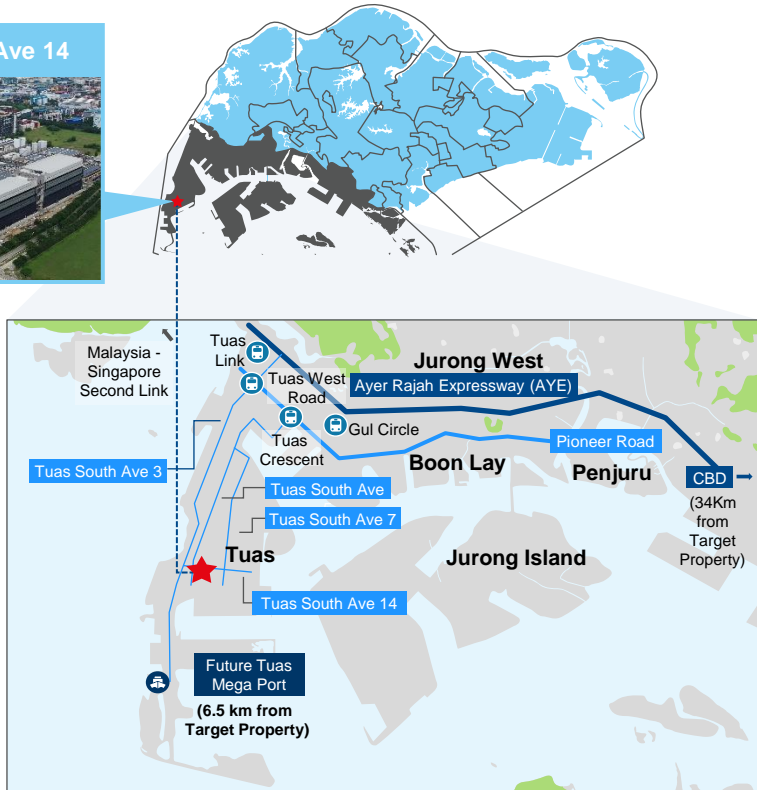 Ave 14
Malaysia -
Singapore
Second Link
Tuas
Link
Tuas West
Road
Tuas
Crescent
Gul Circle
Jurong West
Ayer Rajah Expressway (AYE)
Pioneer Road
Boon Lay
Penjuru
CBD
(34Km
from
Target
Property)
Tuas South Ave 3
Tuas South Ave
Tuas South Ave 7
Tuas
Jurong Island
Tuas South Ave 14
Future Tuas
Mega Port
(6.5 km from
Target Property)